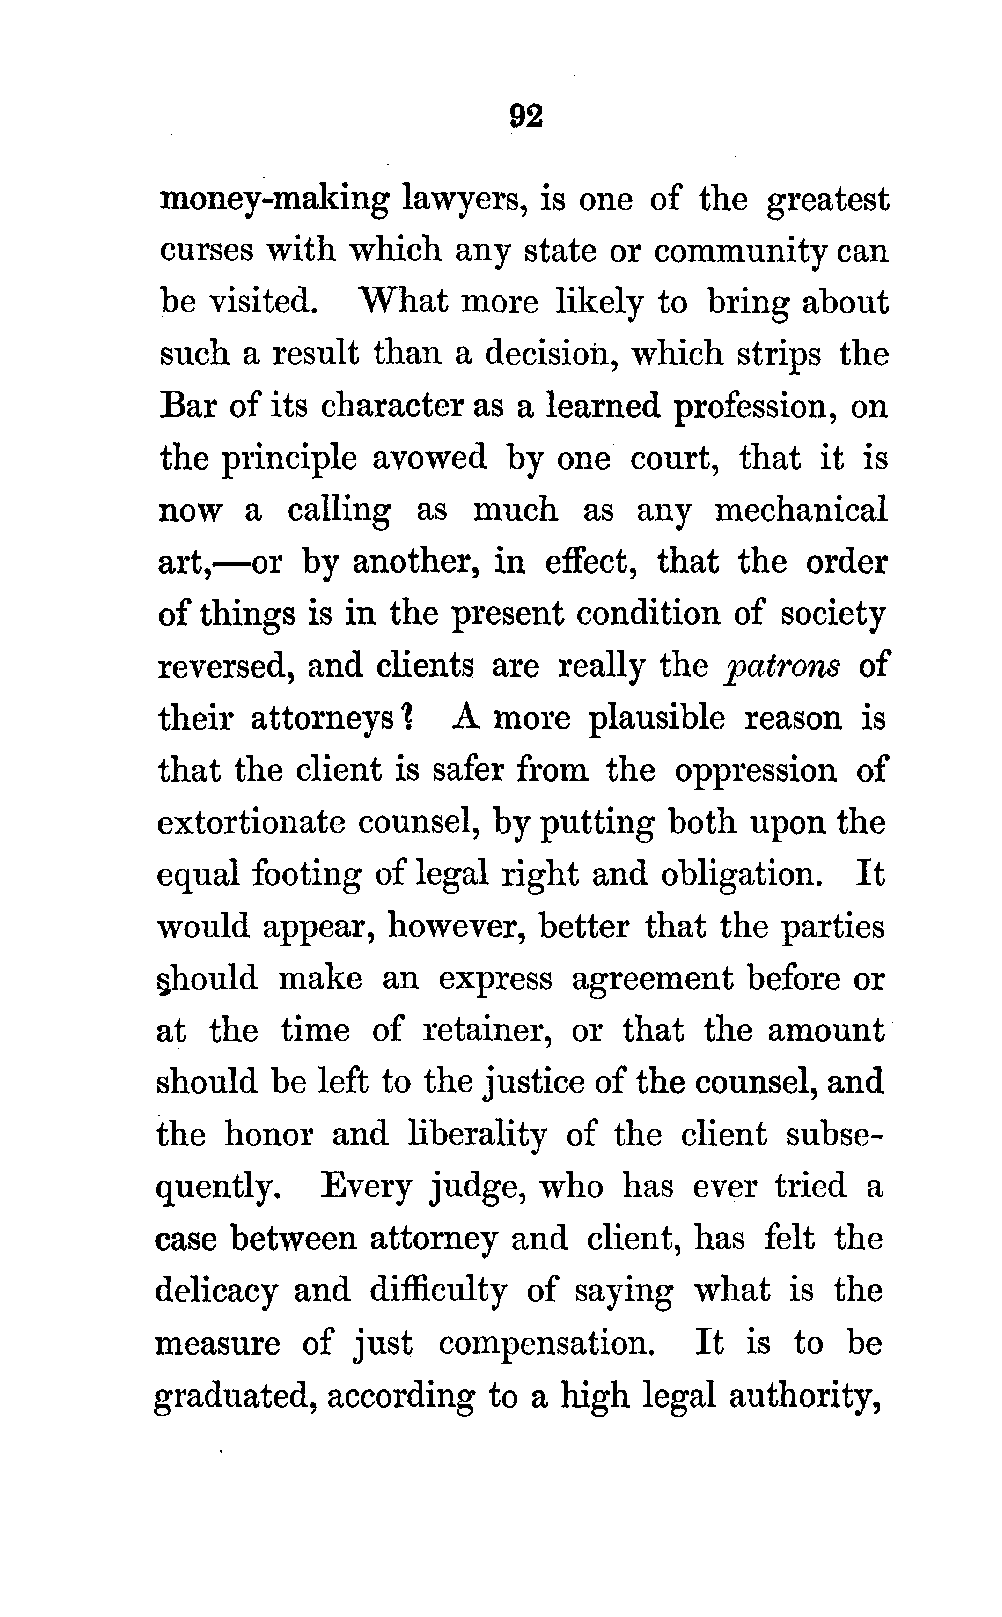 92
money-making lawyers, is one of the greatest
curses with which any state or community can
be visited. What more likely to bring about
such a result than a decision, which strips the
Bar of its character as a learned profession, on
the principle avowed by one court, that it is
now a calling as much as any mechanical
art,—or by another, in effect, that the order
of things is in the present condition of society
reversed, and clients are really the patrons of
their attorneys? A more plausible reason is
that the client is safer from the oppression of
extortionate counsel, by putting both upon the
equal footing of legal right and obligation. It
would appear, however, better that the parties
should make an express agreement before or
at the time of retainer, or that the amount
should be left to the justice of the counsel, and
the honor and liberality of the client subse-
quently. Every judge, who has ever tried a
case between attorney and client, has felt the
delicacy and difficulty of saying what is the
measure of just compensation. It is to be
graduated, according to a high legal authority,